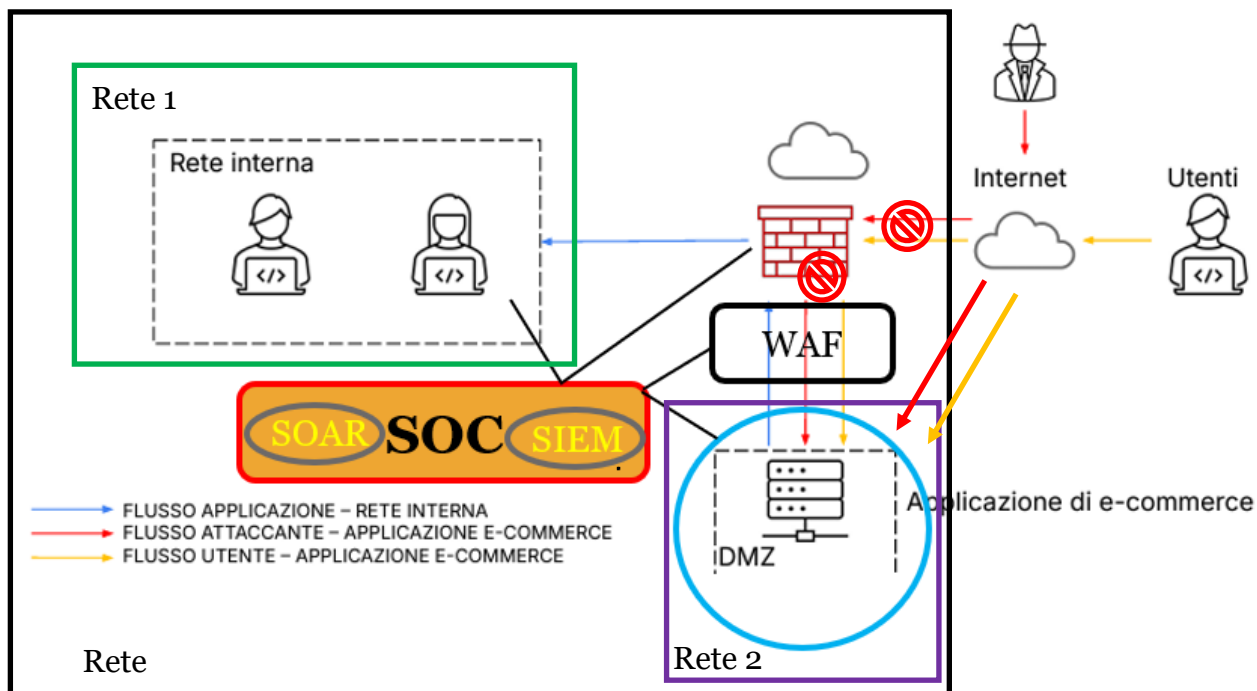 Rete 1
Rete interna
</>
</>
Internet
Utenti
</>
WAF
SOAR SOC SIEM
.
FLUSSO APPLICAZIONE – RETE INTERNA
FLUSSO ATTACCANTE – APPLICAZIONE E-COMMERCE
FLUSSO UTENTE – APPLICAZIONE E-COMMERCE
Applicazione di e-commerce
DMZ
Rete 2
Rete